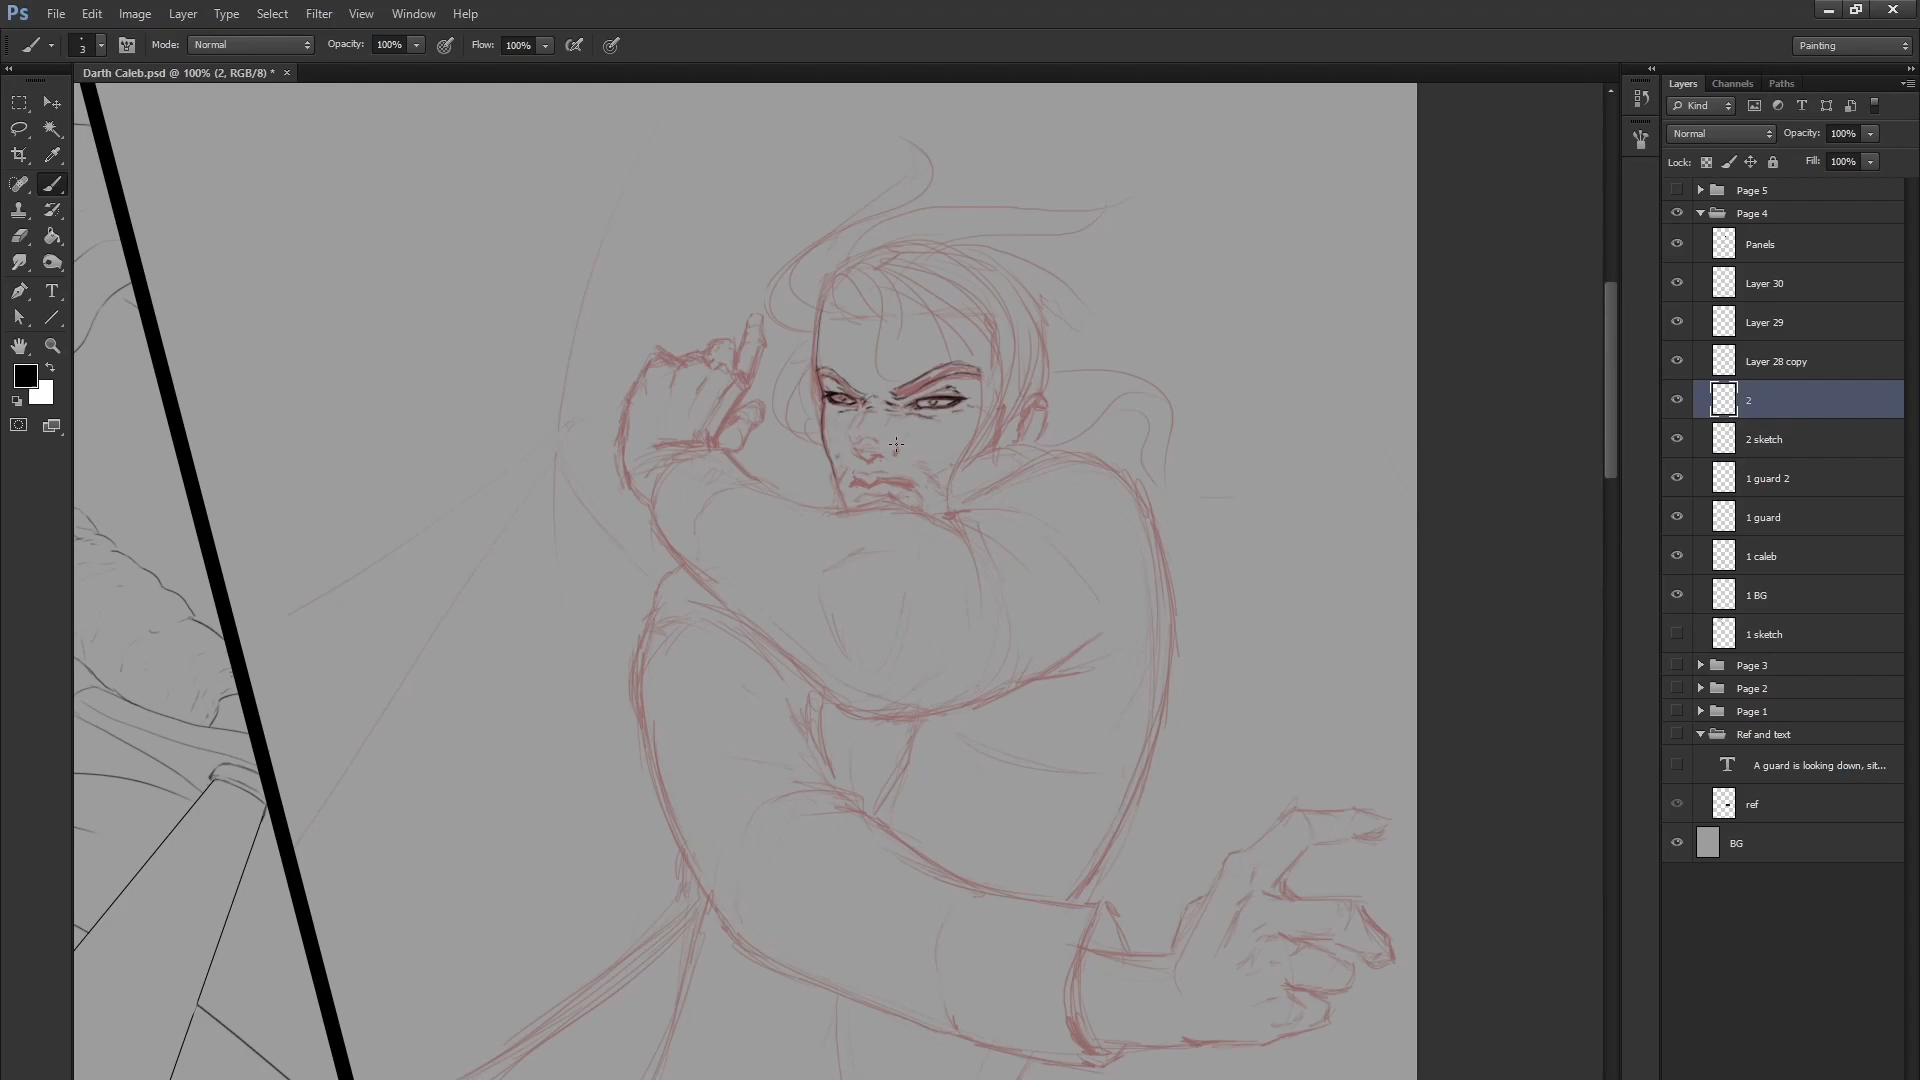 Ps File Edit Image Layer Type Select Filter Extract View Window Help
3 Mode: Normal Opacity: 100% Flow: 100% Painting
Darth Caleb.psd @ 100% (2, RGB/8) * ×
Layers Channels Paths
Kind
Normal Opacity: 100%
Lock: Fill: 100%
Page 5
Page 4
Panels
Layer 30
Layer 29
Layer 28 copy
2
2 sketch
1 guard 2
1 guard
1 caleb
1 BG
1 sketch
Page 3
Page 2
Page 1
Ref and text
A guard is looking down, sit...
ref
BG